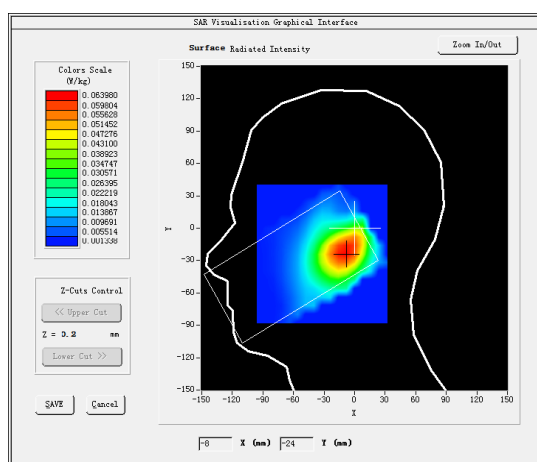 SAR Visualisation Graphical Interface
Surface Radiated Intensity
Zoom In/Out
Colors Scale
(W/kg)
0.063980
0.059804
0.055628
0.051452
0.047276
0.043100
0.038923
0.034747
0.030571
0.026395
0.022219
0.018043
0.013867
0.009691
0.005514
0.001338
150
120
90
60
30
0
-30
-60
-90
-120
-150
Y
-150 -120 -90 -60 -30 0 30 60 90 120 150
X
Z-Cuts Control
<< Upper Cut
Z = 0.2 mm
Lower Cut >>
SAVE Cancel
-8 X (mm) -24 Y (mm)